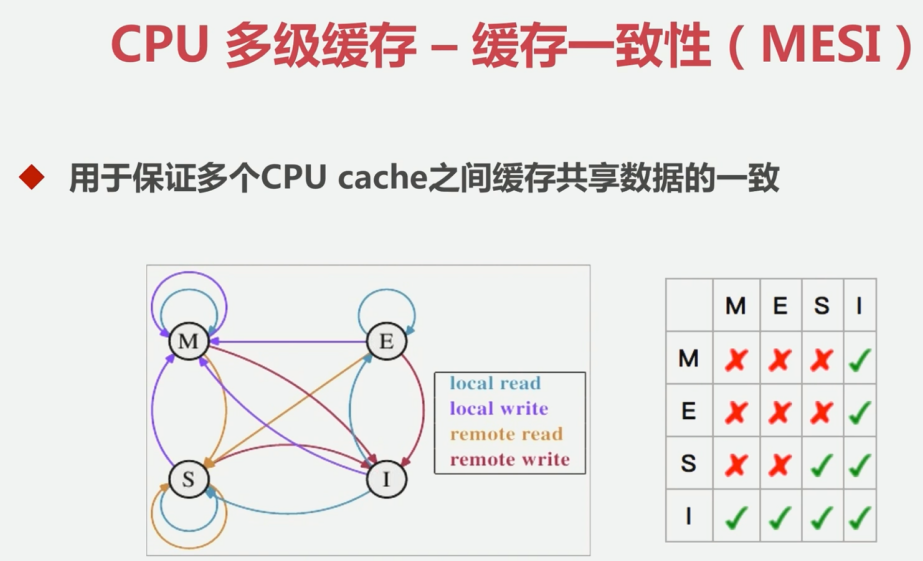 CPU 多级缓存 – 缓存一致性（MESI）
用于保证多个CPU cache之间缓存共享数据的一致
M
E
S
I
local read
local write
remote read
remote write
M E S I
M ✘ ✘ ✘ ✓
E ✘ ✘ ✘ ✓
S ✘ ✘ ✓ ✓
I ✓ ✓ ✓ ✓